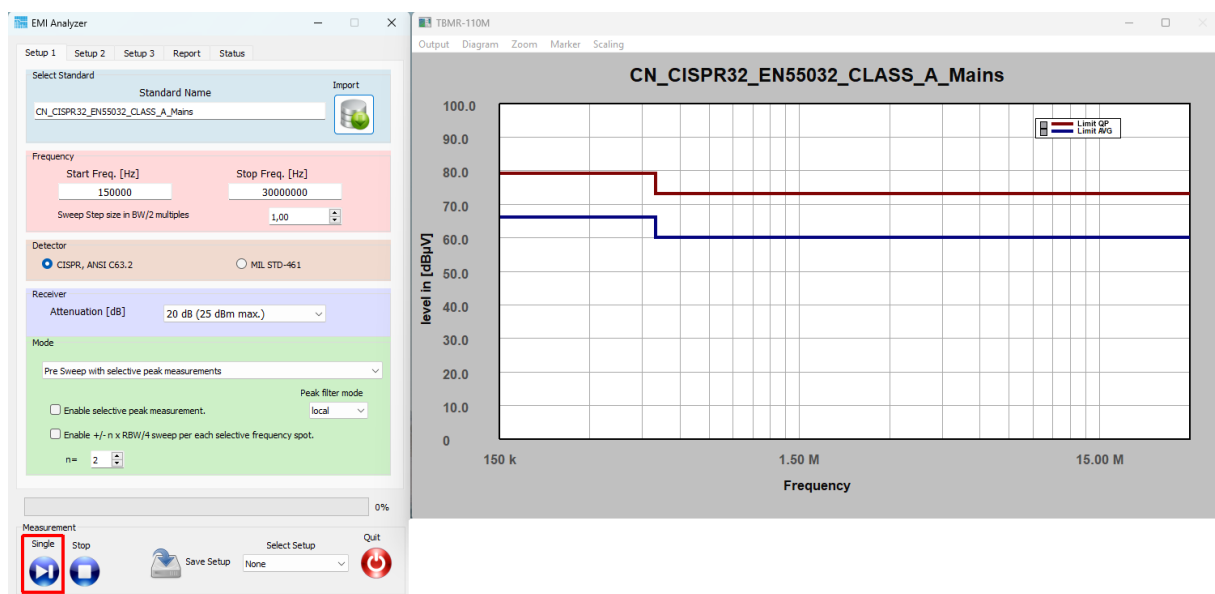 EMI Analyzer
Setup 1 Setup 2 Setup 3 Report Status
Select Standard
Standard Name
Import
CN_CISPR32_EN55032_CLASS_A_Mains
Frequency
Start Freq. [Hz] Stop Freq. [Hz]
150000 30000000
Sweep Step size in BW/2 multiples 1,00
Detector
CISPR, ANSI C63.2 MIL STD-461
Receiver
Attenuation [dB] 20 dB (25 dBm max.)
Mode
Pre Sweep with selective peak measurements
Peak filter mode
Enable selective peak measurement. local
Enable +/- n x RBW/4 sweep per each selective frequency spot.
n= 2
0%
Measurement
Single Stop Select Setup Quit
Save Setup None
TBMR-110M
Output Diagram Zoom Marker Scaling
CN_CISPR32_EN55032_CLASS_A_Mains
Limit QP
Limit AVG
level in [dBµV]
100.0
90.0
80.0
70.0
60.0
50.0
40.0
30.0
20.0
10.0
0
150 k 1.50 M 15.00 M
Frequency